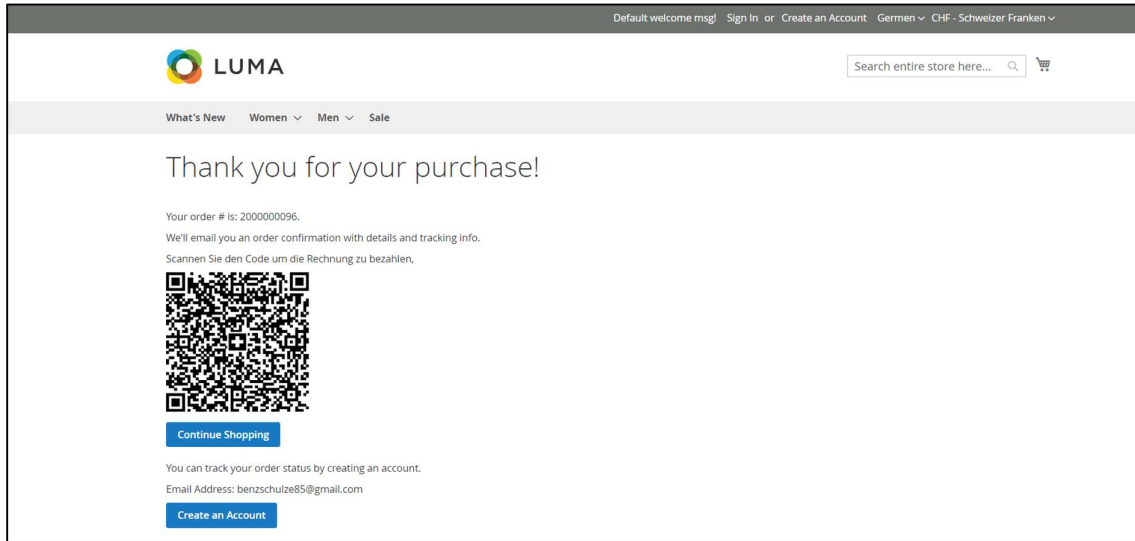 Default welcome msg! Sign In or Create an Account Germen CHF - Schweizer Franken
LUMA
Search entire store here...
What's New Women Men Sale
Thank you for your purchase!
Your order # is: 2000000096.
We'll email you an order confirmation with details and tracking info.
Scannen Sie den Code um die Rechnung zu bezahlen,
Continue Shopping
You can track your order status by creating an account.
Email Address: benzschulze85@gmail.com
Create an Account